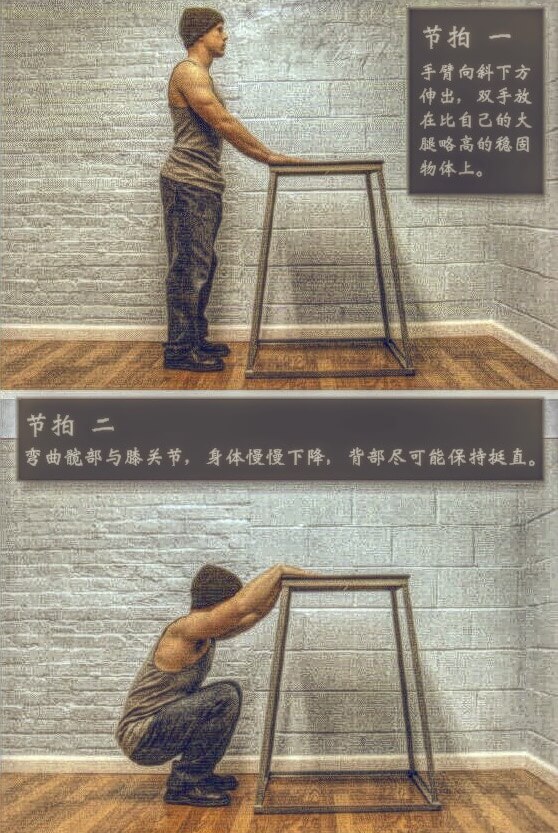 节拍 一
手臂向斜下方
伸出，双手放
在比自己的大
腿略高的稳固
物体上。
节拍 二
弯曲髋部与膝关节，身体慢慢下降，背部尽可能保持挺直。